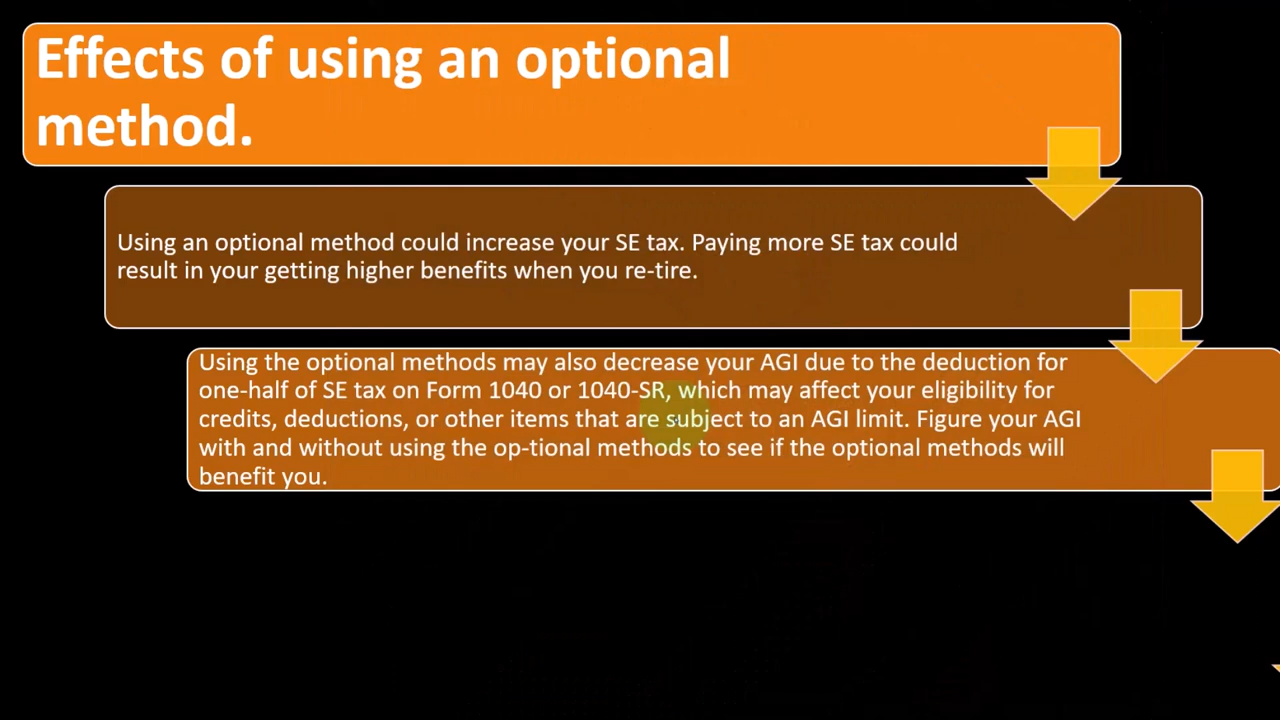 Effects of using an optional
method.
Using an optional method could increase your SE tax. Paying more SE tax could
result in your getting higher benefits when you re-tire.
Using the optional methods may also decrease your AGI due to the deduction for
one-half of SE tax on Form 1040 or 1040-SR, which may affect your eligibility for
credits, deductions, or other items that are subject to an AGI limit. Figure your AGI
with and without using the op-tional methods to see if the optional methods will
benefit you.